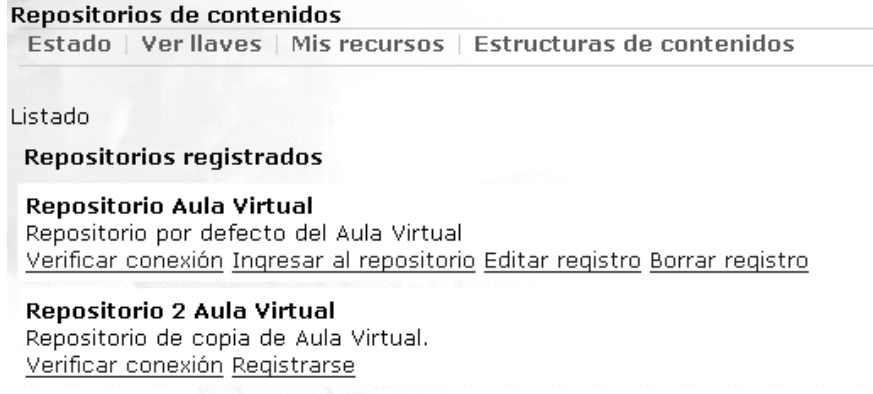 Repositorios de contenidos
Estado | Ver llaves | Mis recursos | Estructuras de contenidos
Listado
Repositorios registrados
Repositorio Aula Virtual
Repositorio por defecto del Aula Virtual
Verificar conexión Ingresar al repositorio Editar registro Borrar registro
Repositorio 2 Aula Virtual
Repositorio de copia de Aula Virtual.
Verificar conexión Registrarse